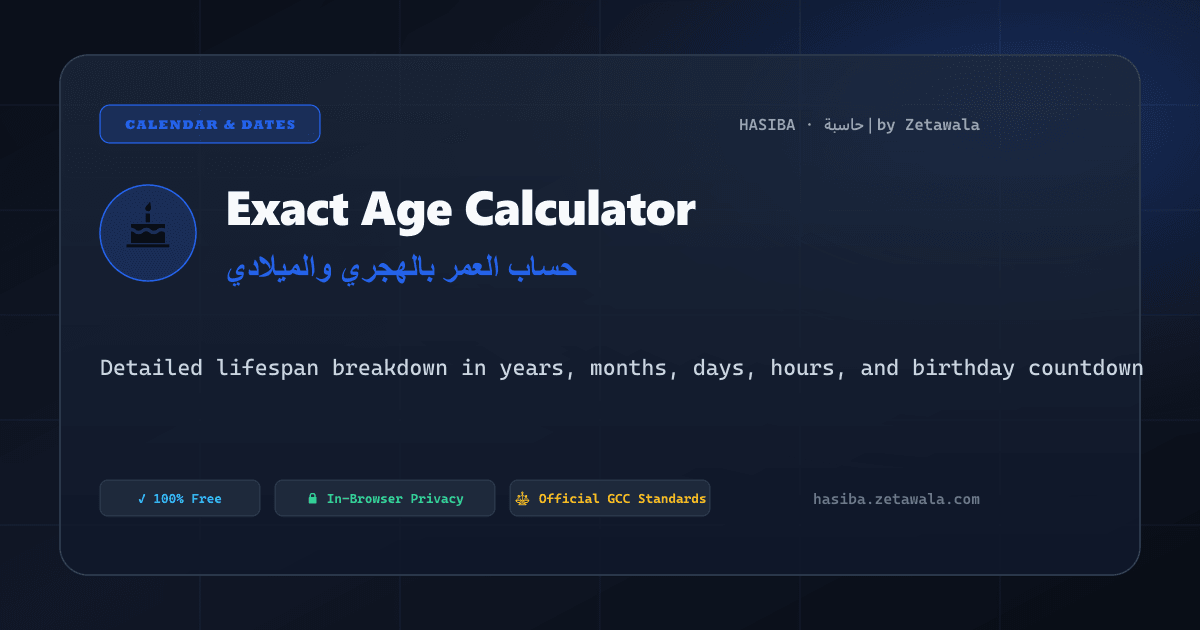 CALENDAR & DATES
HASIBA · حاسبة | by Zetawala
Exact Age Calculator
حساب العمر بالهجري والميلادي
Detailed lifespan breakdown in years, months, days, hours, and birthday countdown
✓ 100% Free
🔒 In-Browser Privacy
⚖ Official GCC Standards
hasiba.zetawala.com